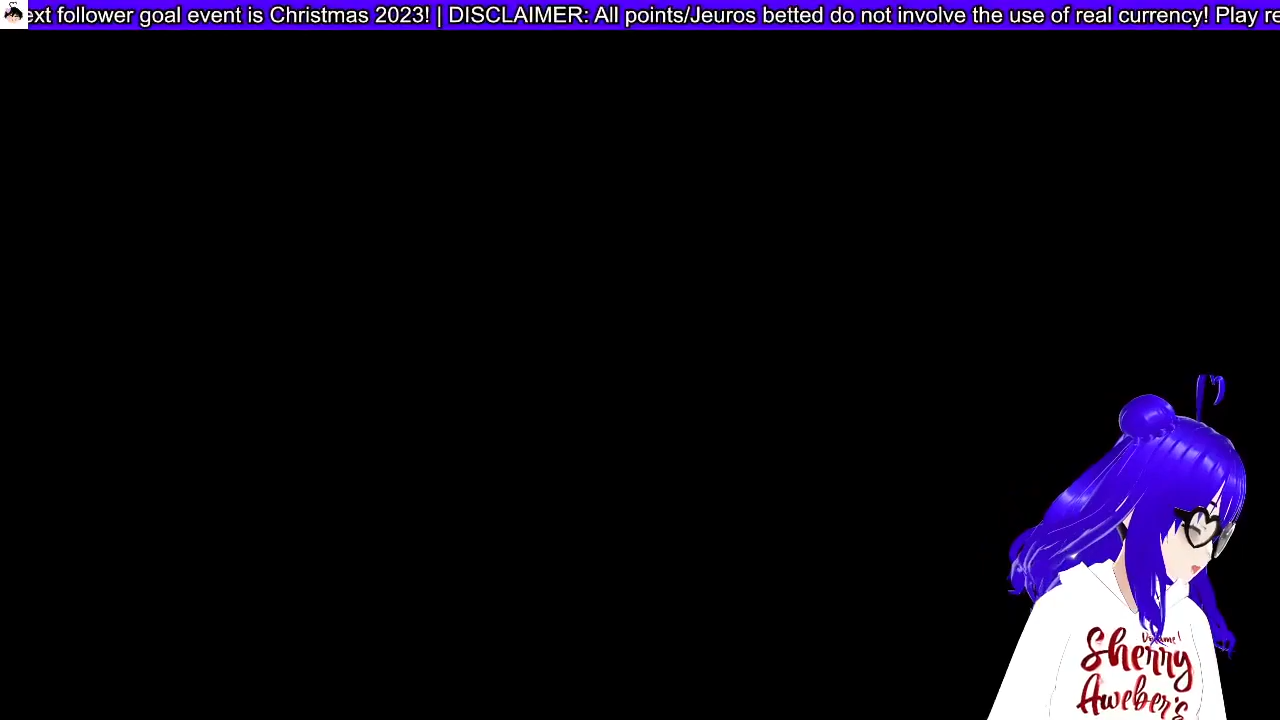 ext follower goal event is Christmas 2023! | DISCLAIMER: All points/Jeuros betted do not involve the use of real currency! Play re
Sherry
Aweber's